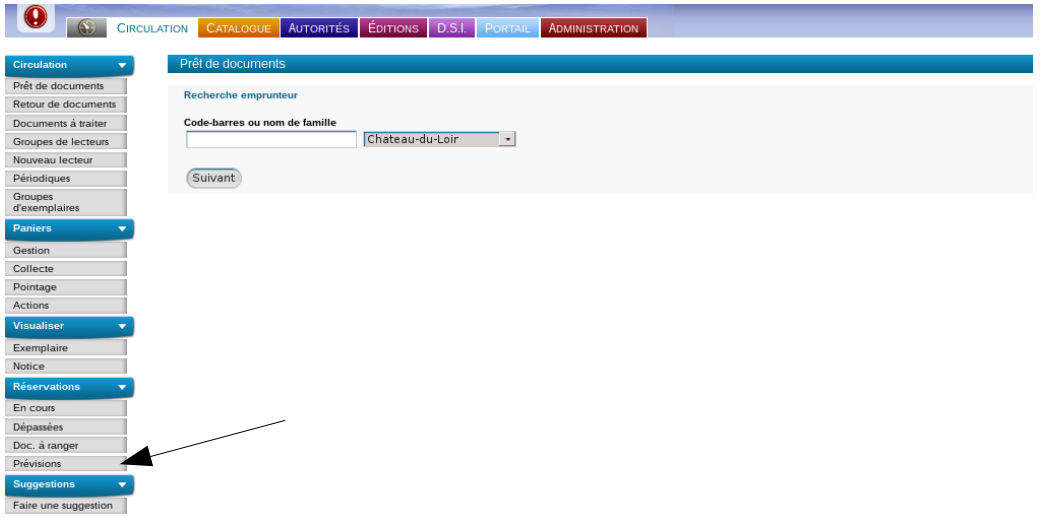 CIRCULATION CATALOGUE AUTORITÉS ÉDITIONS D.S.I. PORTAIL ADMINISTRATION
Circulation
Prêt de documents
Retour de documents
Documents à traiter
Groupes de lecteurs
Nouveau lecteur
Périodiques
Groupes
d'exemplaires
Paniers
Gestion
Collecte
Pointage
Actions
Visualiser
Exemplaire
Notice
Réservations
En cours
Dépassées
Doc. à ranger
Prévisions
Suggestions
Faire une suggestion
Prêt de documents
Recherche emprunteur
Code-barres ou nom de famille
Chateau-du-Loir
Suivant